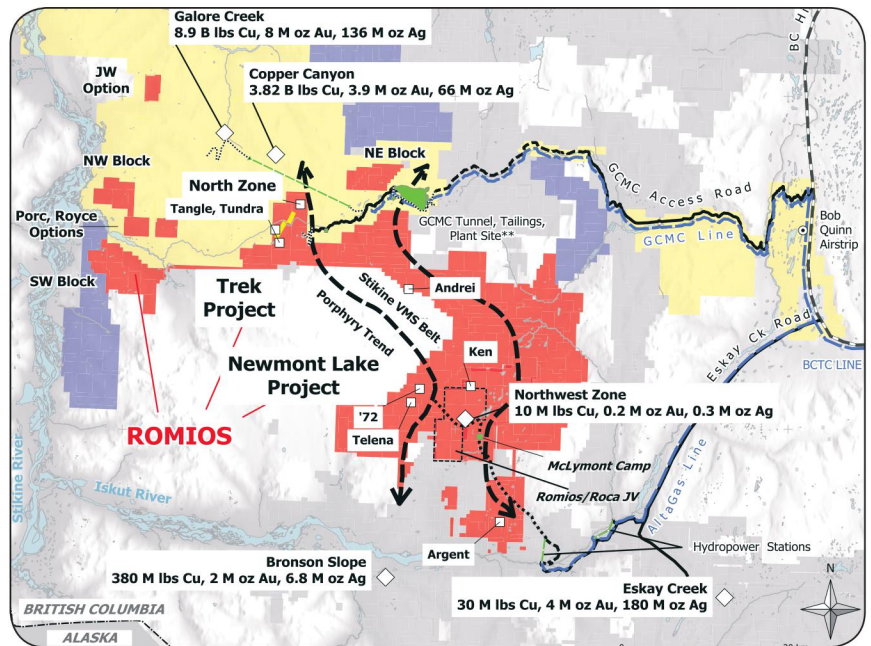 Galore Creek
8.9 B lbs Cu, 8 M oz Au, 136 M oz Ag
JW
Option
Copper Canyon
3.82 B lbs Cu, 3.9 M oz Au, 66 M oz Ag
NW Block
NE Block
North Zone
Tangle, Tundra
Porc, Royce
Options
GCMC Access Road
GCMC Tunnel, Tailings,
Plant Site**
GCMC Line
Bob
Quinn
Airstrip
SW Block
Trek
Project
Stikine VMS Belt
Porphyry Trend
Andrei
Eskay Ck Road
BCTC LINE
Newmont Lake
Project
Ken
Northwest Zone
10 M lbs Cu, 0.2 M oz Au, 0.3 M oz Ag
'72
Telena
ROMIOS
McLymont Camp
Romios/Roca JV
AltaGas Line
Stikine River
Iskut River
Argent
Hydropower Stations
Bronson Slope
380 M lbs Cu, 2 M oz Au, 6.8 M oz Ag
Eskay Creek
30 M lbs Cu, 4 M oz Au, 180 M oz Ag
N
BRITISH COLUMBIA
ALASKA